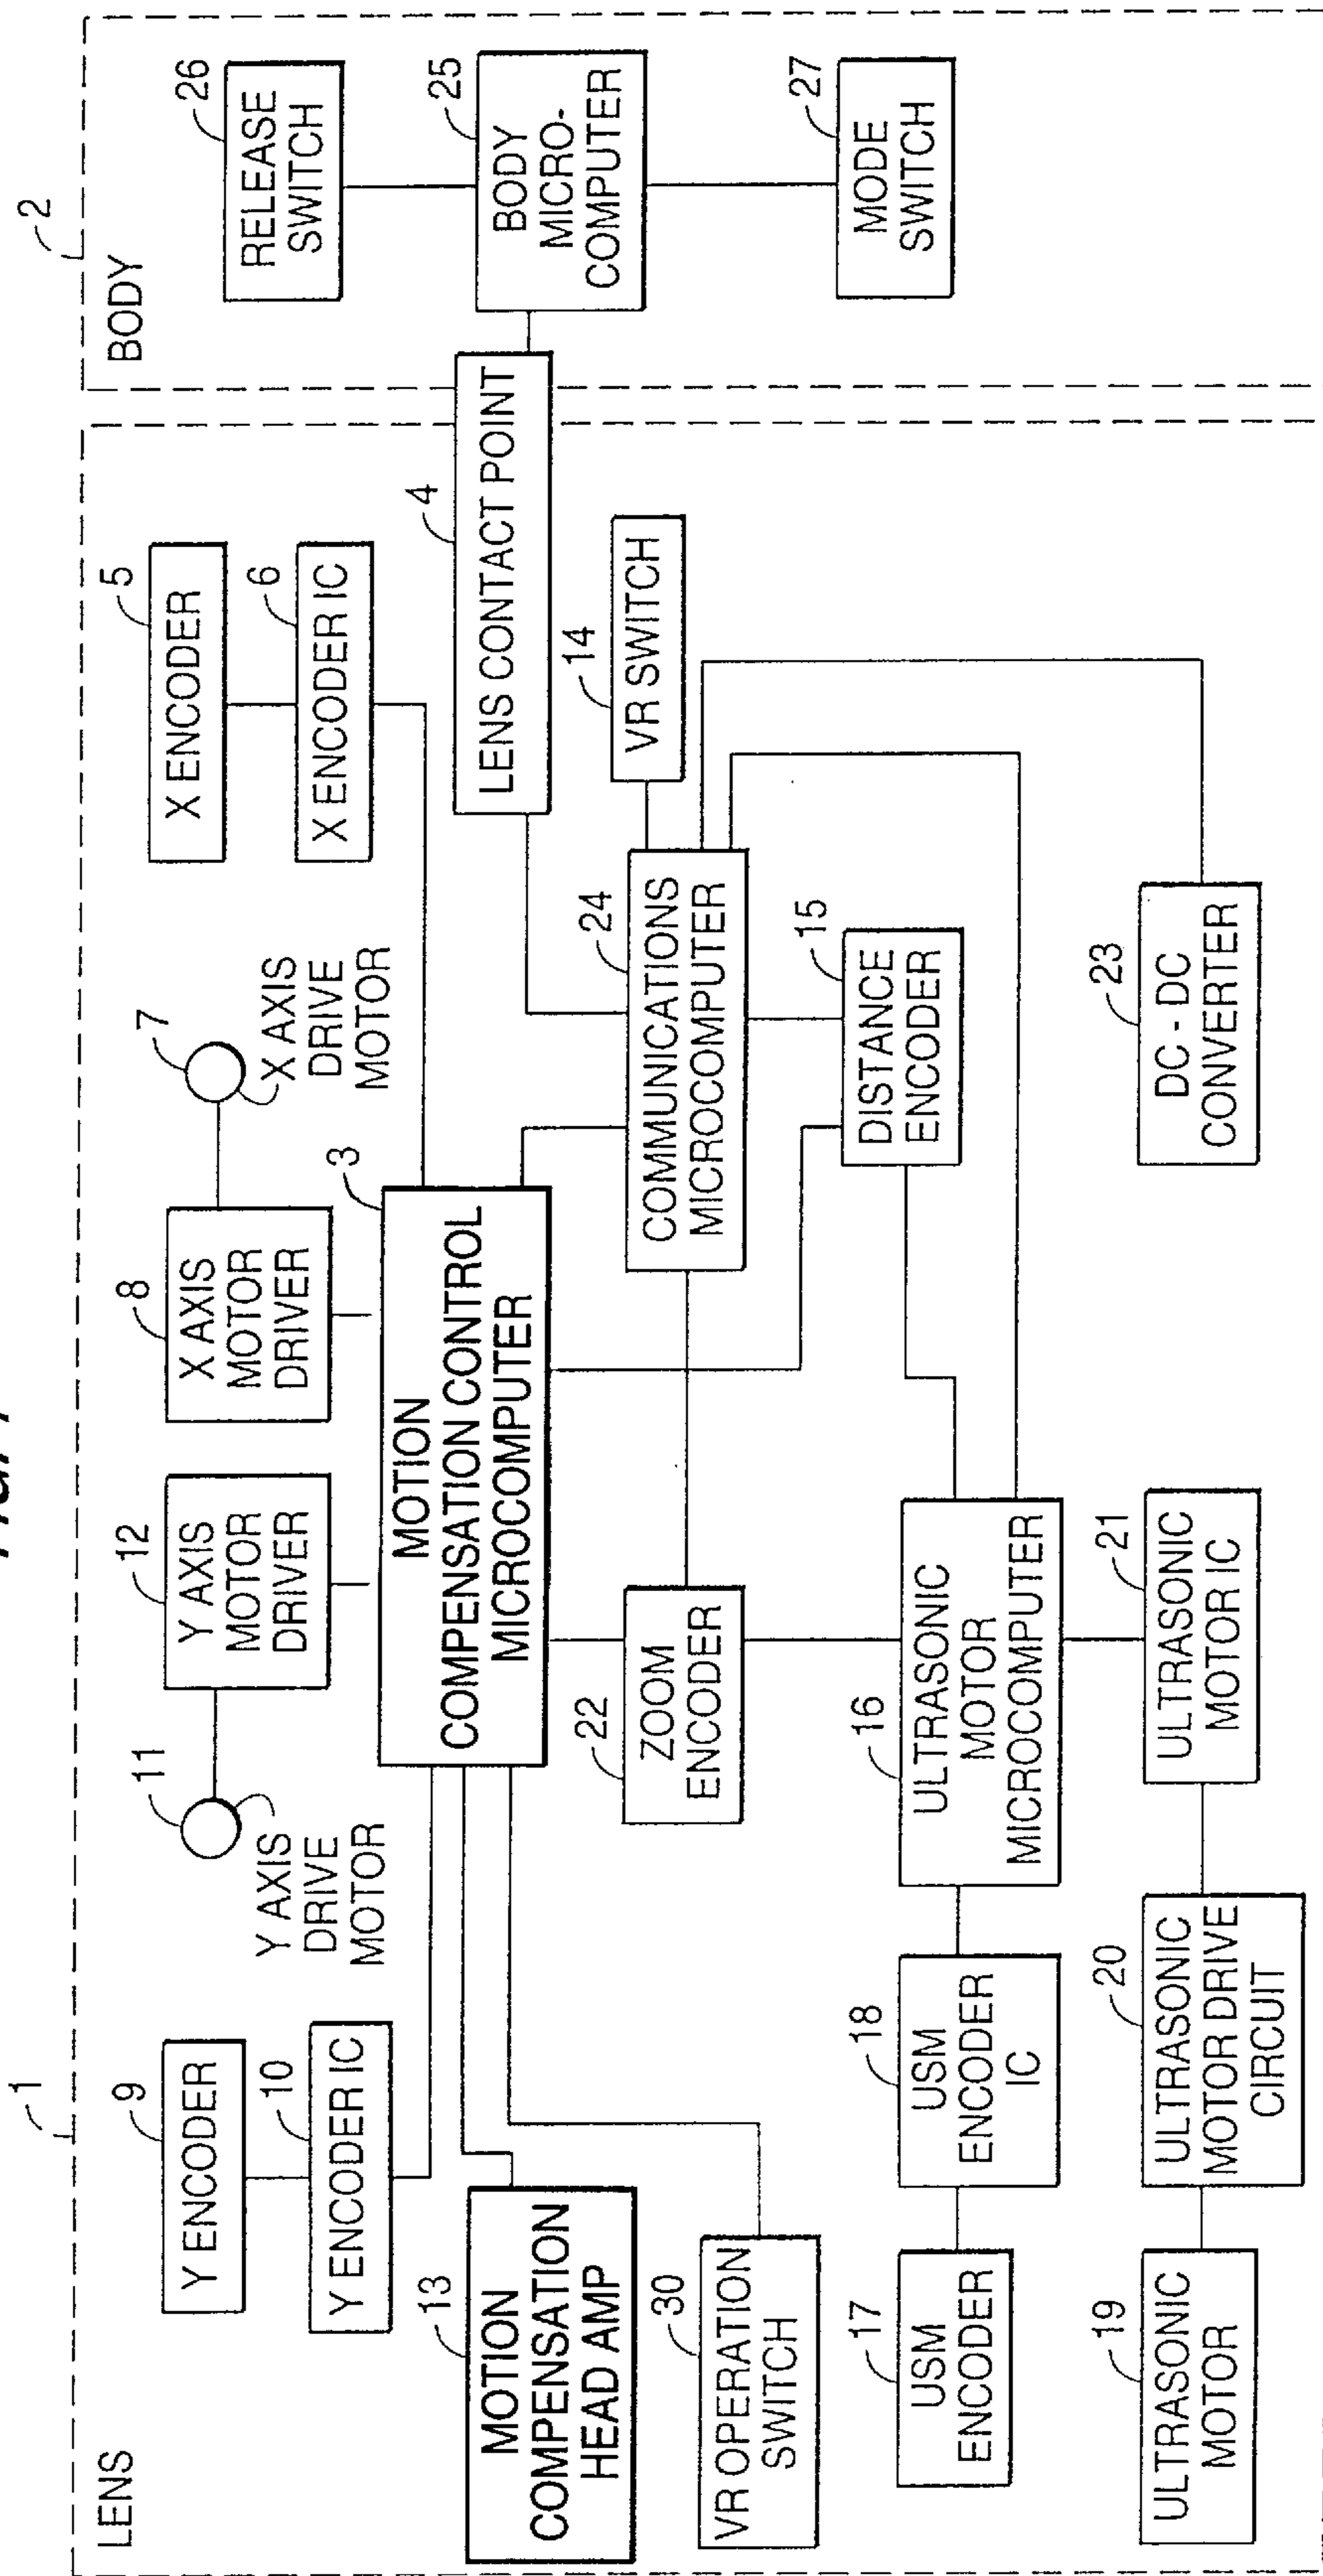 1
2
LENS
BODY
9
Y ENCODER
10
Y ENCODER IC
11
Y AXIS
DRIVE
MOTOR
12
Y AXIS
MOTOR
DRIVER
8
X AXIS
MOTOR
DRIVER
7
X AXIS
DRIVE
MOTOR
5
X ENCODER
6
X ENCODER IC
26
RELEASE
SWITCH
13
MOTION
COMPENSATION
HEAD AMP
3
MOTION
COMPENSATION CONTROL
MICROCOMPUTER
4
LENS CONTACT POINT
25
BODY
MICRO-
COMPUTER
30
VR OPERATION
SWITCH
22
ZOOM
ENCODER
24
COMMUNICATIONS
MICROCOMPUTER
14
VR SWITCH
27
MODE
SWITCH
17
USM
ENCODER
18
USM
ENCODER
IC
16
ULTRASONIC
MOTOR
MICROCOMPUTER
15
DISTANCE
ENCODER
19
ULTRASONIC
MOTOR
20
ULTRASONIC
MOTOR DRIVE
CIRCUIT
21
ULTRASONIC
MOTOR IC
23
DC - DC
CONVERTER